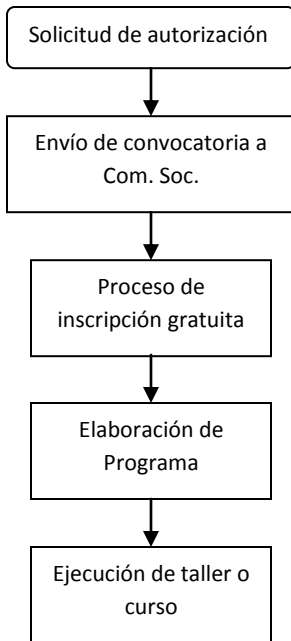 Solicitud de autorización
Envío de convocatoria a
Com. Soc.
Proceso de
inscripción gratuita
Elaboración de
Programa
Ejecución de taller o
curso